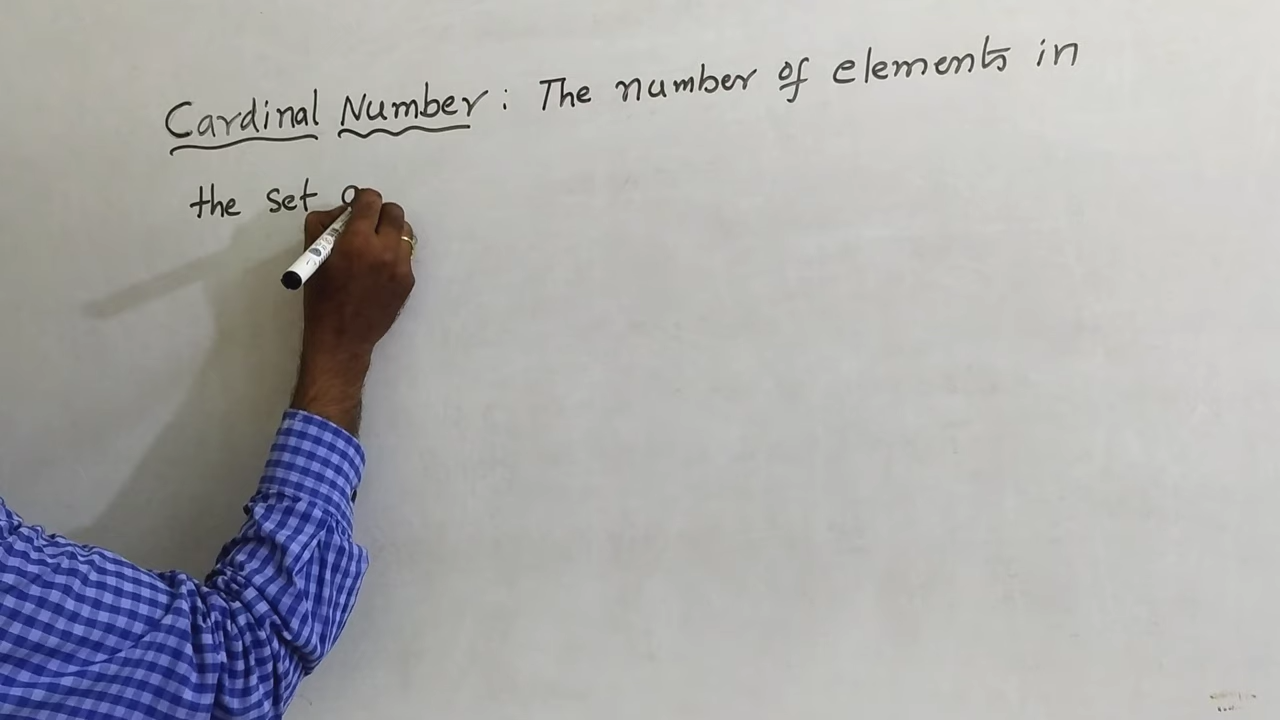 Cardinal Number : The number of elements in
the set